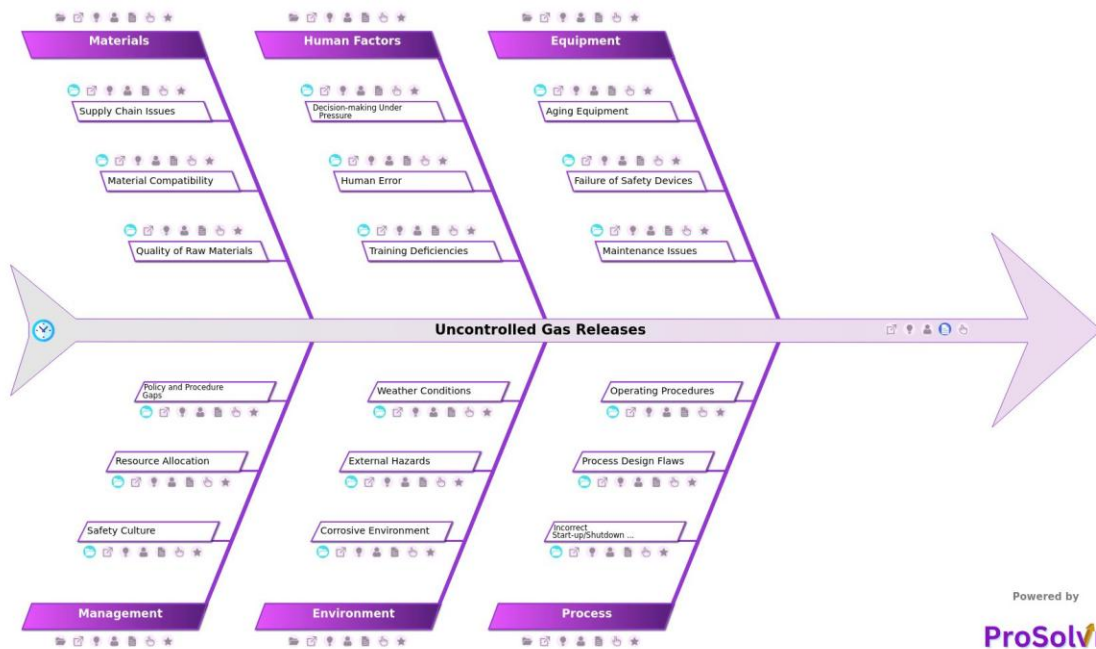 Materials
Human Factors
Equipment
Supply Chain Issues
Decision-making Under
Pressure
Aging Equipment
Material Compatibility
Human Error
Failure of Safety Devices
Quality of Raw Materials
Training Deficiencies
Maintenance Issues
Uncontrolled Gas Releases
Policy and Procedure
Gaps
Weather Conditions
Operating Procedures
Resource Allocation
External Hazards
Process Design Flaws
Safety Culture
Corrosive Environment
Incorrect
Start-up/Shutdown ...
Management
Environment
Process
Powered by